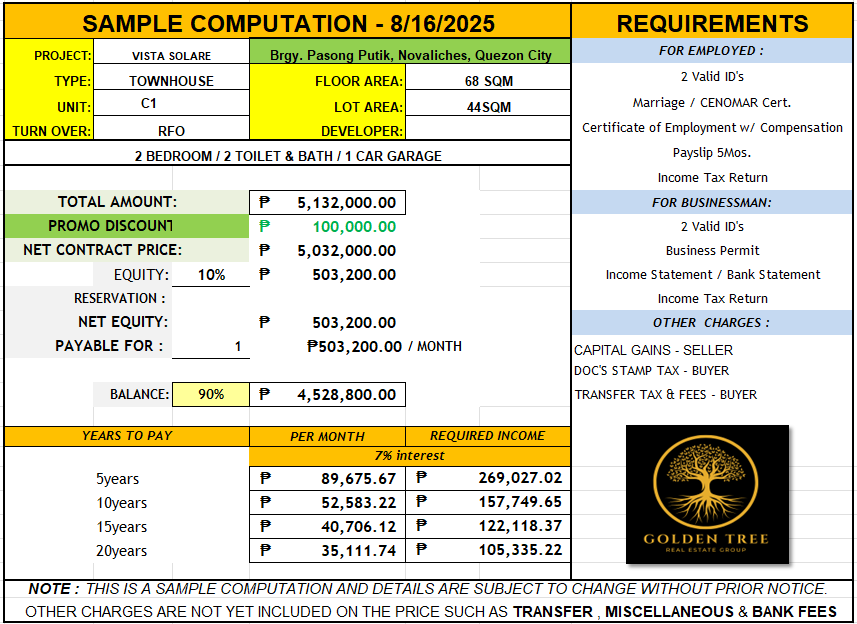 SAMPLE COMPUTATION - 8/16/2025
PROJECT: VISTA SOLARE Brgy. Pasong Putik, Novaliches, Quezon City
TYPE: TOWNHOUSE FLOOR AREA: 68 SQM
UNIT: C1 LOT AREA: 44SQM
TURN OVER: RFO DEVELOPER:
2 BEDROOM / 2 TOILET & BATH / 1 CAR GARAGE
TOTAL AMOUNT: ₱ 5,132,000.00
PROMO DISCOUNT ₱ 100,000.00
NET CONTRACT PRICE: ₱ 5,032,000.00
EQUITY: 10% ₱ 503,200.00
RESERVATION :
NET EQUITY: ₱ 503,200.00
PAYABLE FOR : 1 ₱503,200.00 / MONTH
BALANCE: 90% ₱ 4,528,800.00
YEARS TO PAY PER MONTH REQUIRED INCOME
7% interest
5years ₱ 89,675.67 ₱ 269,027.02
10years ₱ 52,583.22 ₱ 157,749.65
15years ₱ 40,706.12 ₱ 122,118.37
20years ₱ 35,111.74 ₱ 105,335.22
REQUIREMENTS
FOR EMPLOYED :
2 Valid ID's
Marriage / CENOMAR Cert.
Certificate of Employment w/ Compensation
Payslip 5Mos.
Income Tax Return
FOR BUSINESSMAN:
2 Valid ID's
Business Permit
Income Statement / Bank Statement
Income Tax Return
OTHER CHARGES :
CAPITAL GAINS - SELLER
DOC'S STAMP TAX - BUYER
TRANSFER TAX & FEES - BUYER
GOLDEN TREE
REAL ESTATE GROUP
NOTE : THIS IS A SAMPLE COMPUTATION AND DETAILS ARE SUBJECT TO CHANGE WITHOUT PRIOR NOTICE.
OTHER CHARGES ARE NOT YET INCLUDED ON THE PRICE SUCH AS TRANSFER , MISCELLANEOUS & BANK FEES